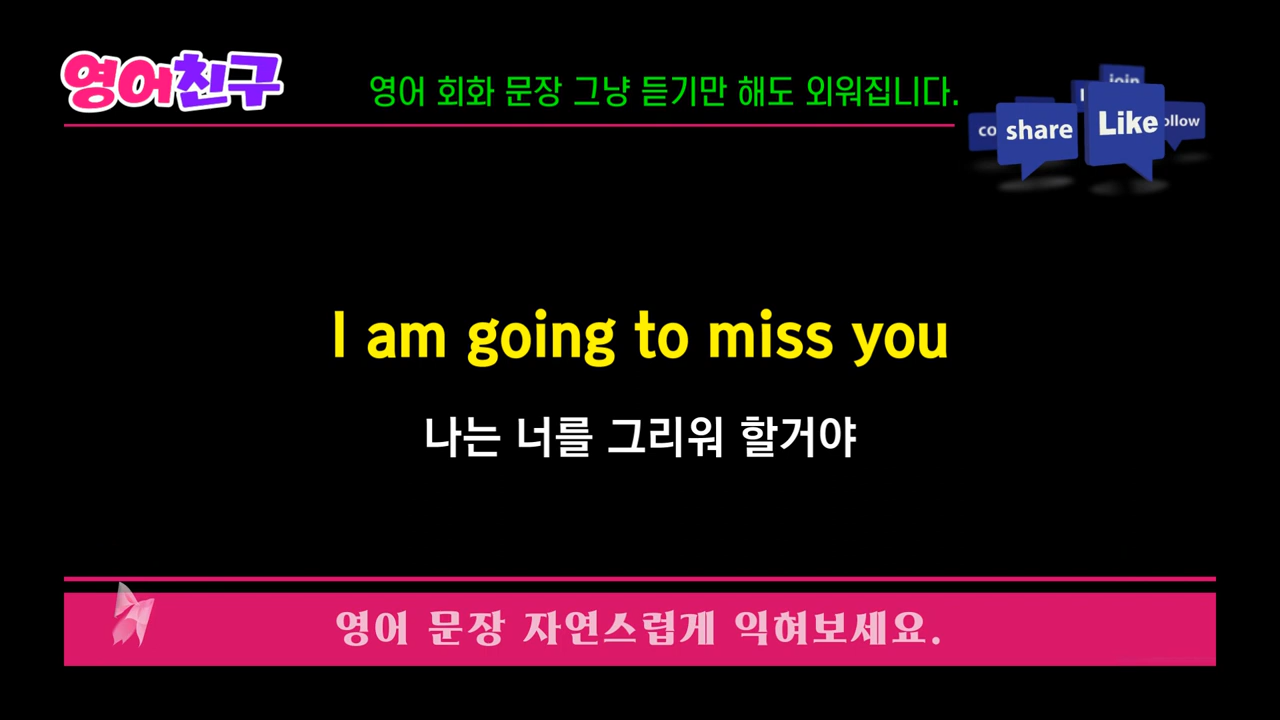 영어친구
영어 회화 문장 그냥 듣기만 해도 외워집니다.
join
share
Like
I am going to miss you
나는 너를 그리워 할거야
영어 문장 자연스럽게 익혀보세요.